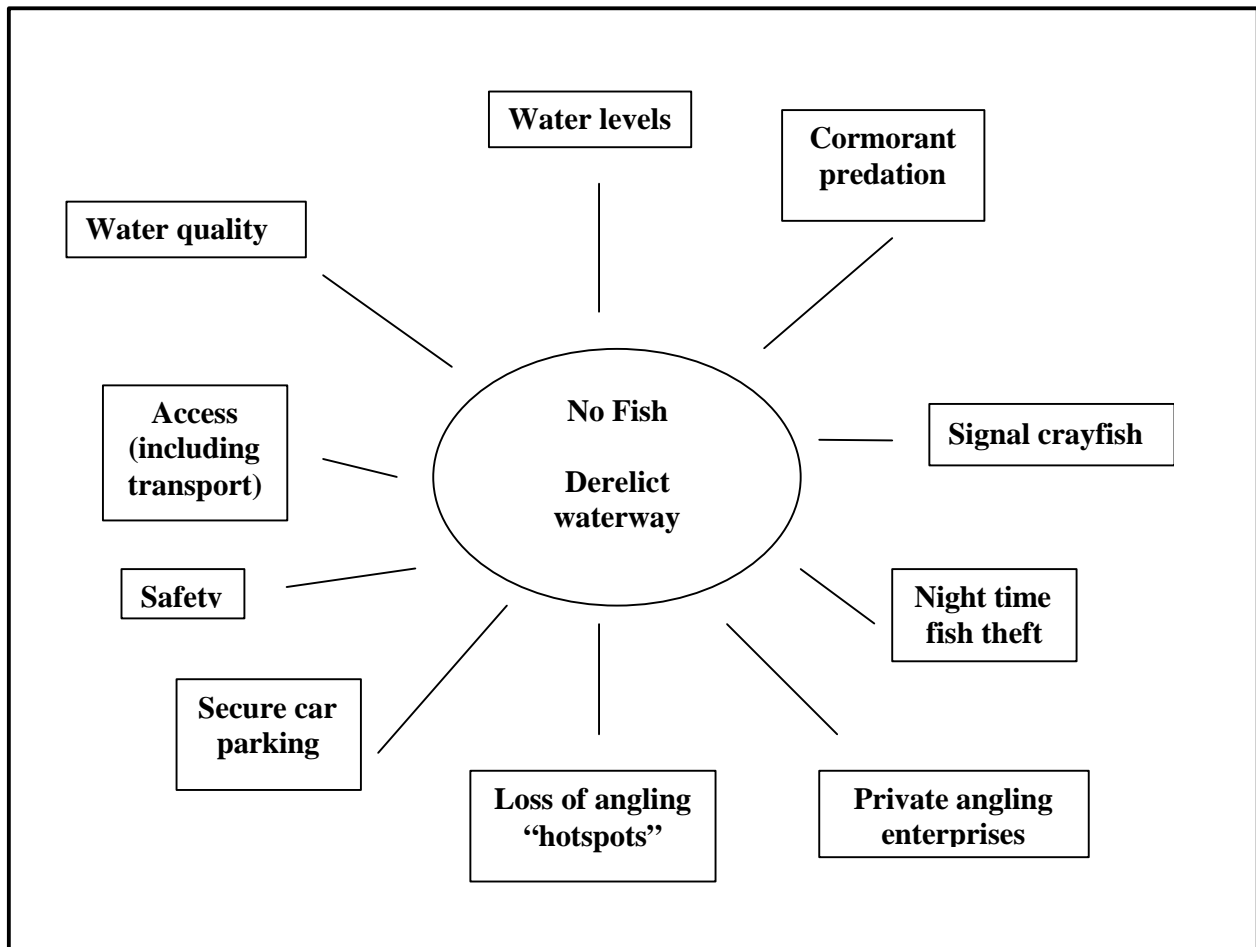 Water levels
Cormorant
predation
Water quality
Access
(including
transport)
No Fish
Derelict
waterway
Signal crayfish
Safety
Night time
fish theft
Secure car
parking
Loss of angling
“hotspots”
Private angling
enterprises